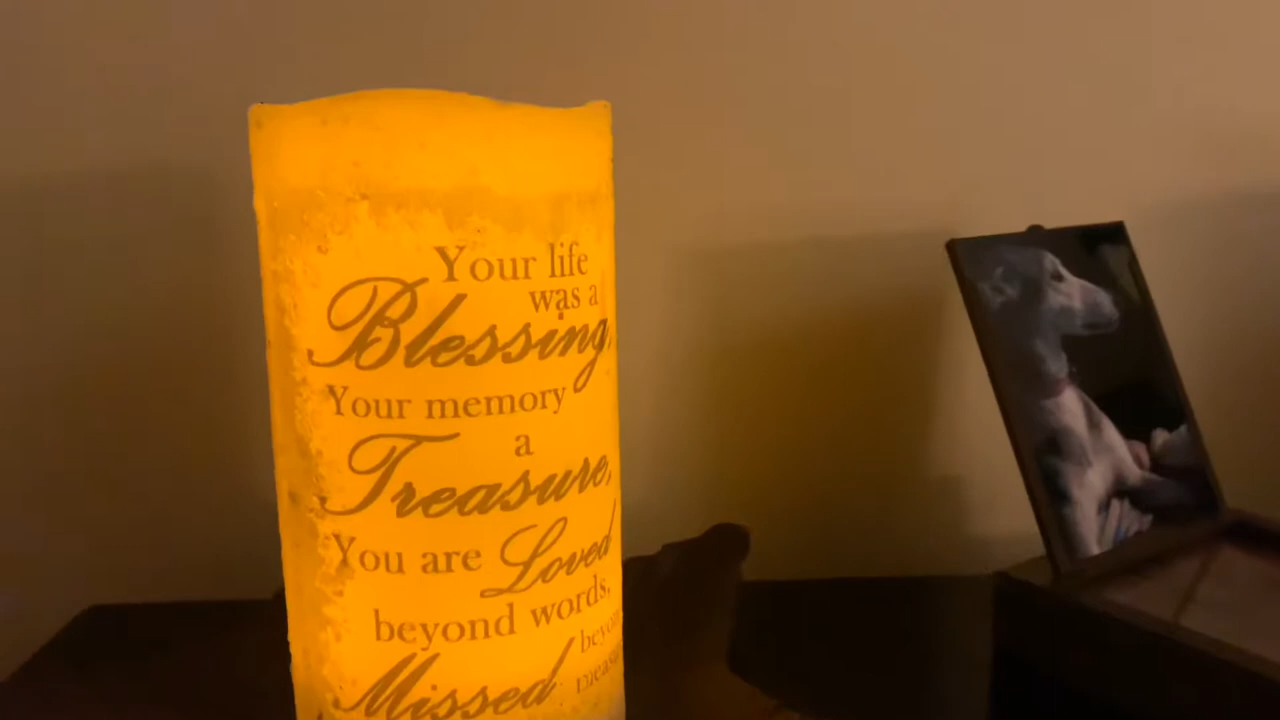 Your life
was a
Blessing,
Your memory
a
Treasure,
You are Loved
beyond words,
Missed